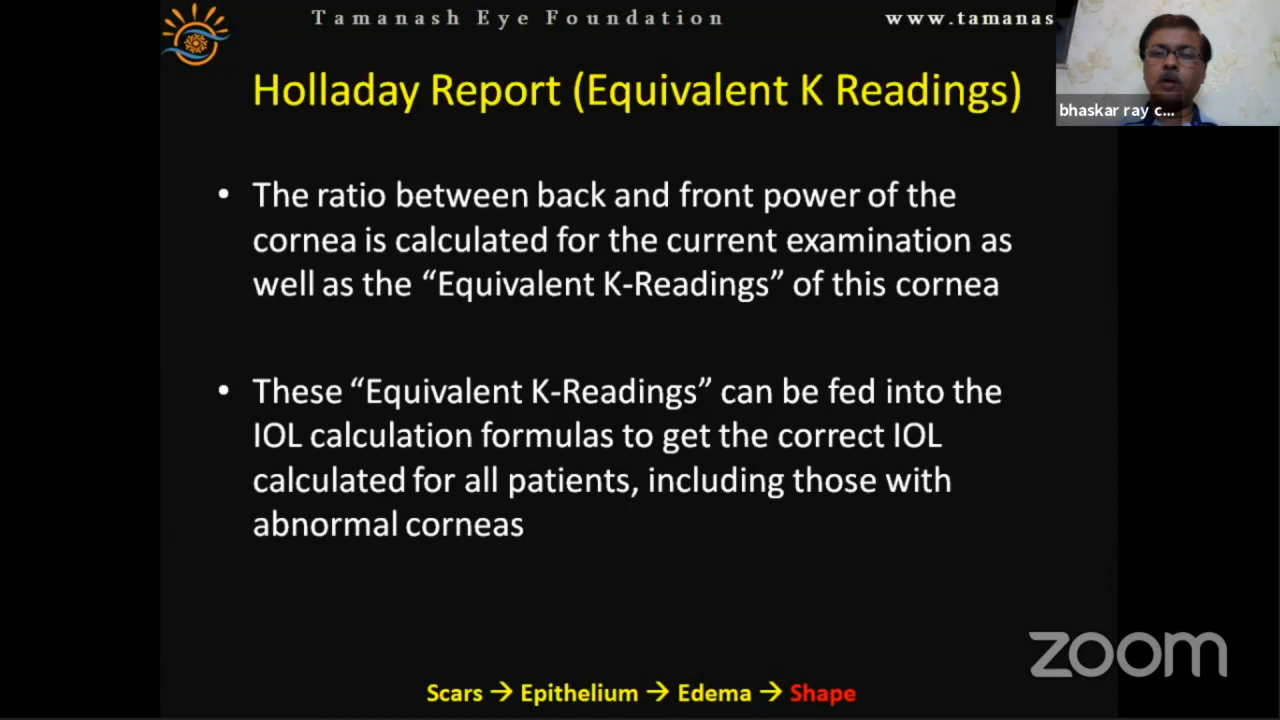 Tamanash Eye Foundation
www.tamanas
Holladay Report (Equivalent K Readings)
bhaskar ray c...
• The ratio between back and front power of the
cornea is calculated for the current examination as
well as the “Equivalent K-Readings” of this cornea
• These “Equivalent K-Readings” can be fed into the
IOL calculation formulas to get the correct IOL
calculated for all patients, including those with
abnormal corneas
zoom
Scars → Epithelium → Edema → Shape